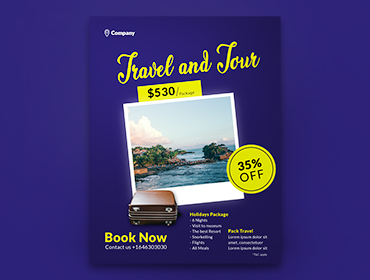 Company
Travel and Tour
$530/Package
35%
OFF
Holidays Package
- 6 Nights
- Visit to museum
- The best Resort
- Snorkelling
- Flights
- All Meals
Pack Travel
Lorem ipsum dolor sit
amet, consectetuer
Lorem ipsum dolor sit
Book Now
Contact us +1646303030